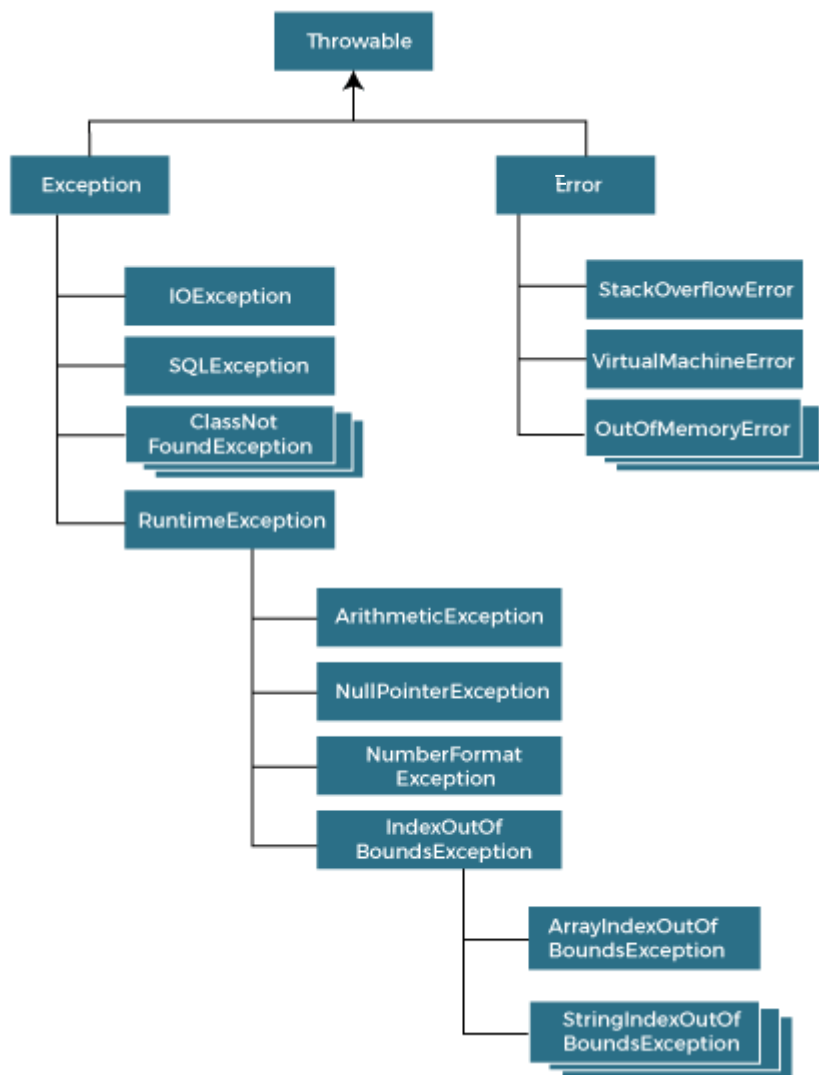 Throwable
Exception
Error
IOException
SQLException
ClassNot
FoundException
RuntimeException
StackOverflowError
VirtualMachineError
OutOfMemoryError
ArithmeticException
NullPointerException
NumberFormat
Exception
IndexOutOf
BoundsException
ArrayIndexOutOf
BoundsException
StringIndexOutOf
BoundsException